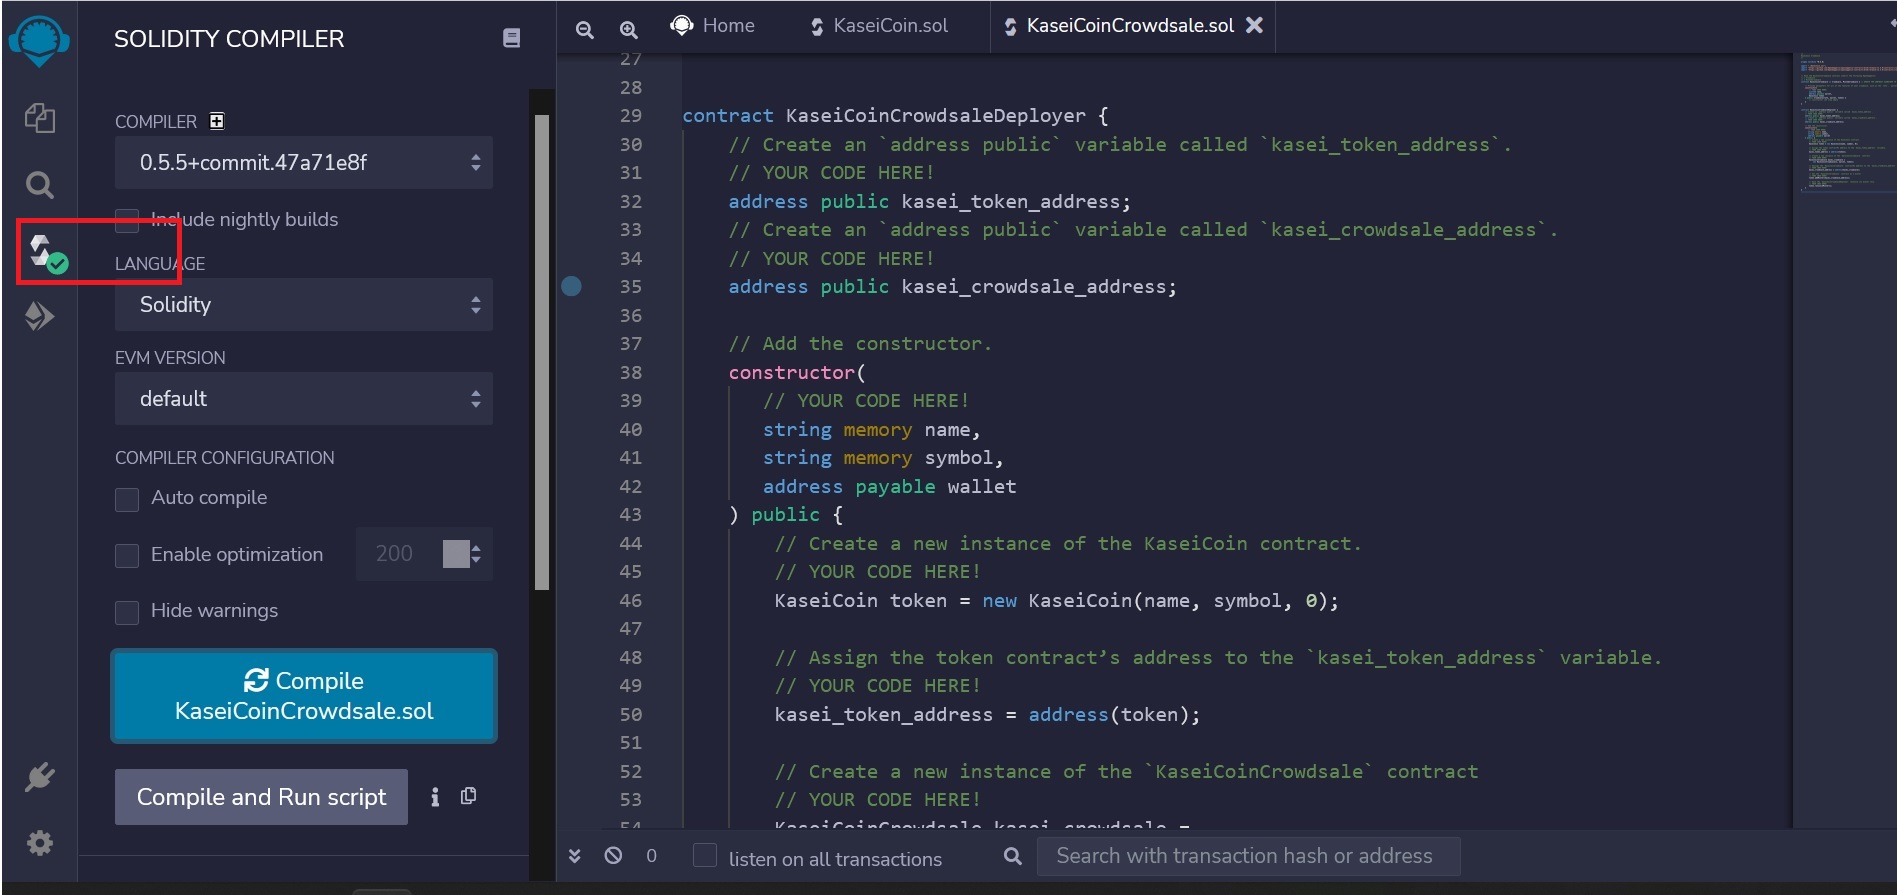 SOLIDITY COMPILER
COMPILER
0.5.5+commit.47a71e8f
Include nightly builds
LANGUAGE
Solidity
EVM VERSION
default
COMPILER CONFIGURATION
Auto compile
Enable optimization 200
Hide warnings
Compile
KaseiCoinCrowdsale.sol
Compile and Run script
Home KaseiCoin.sol KaseiCoinCrowdsale.sol
27
28
29 contract KaseiCoinCrowdsaleDeployer {
30 // Create an `address public` variable called `kasei_token_address`.
31 // YOUR CODE HERE!
32 address public kasei_token_address;
33 // Create an `address public` variable called `kasei_crowdsale_address`.
34 // YOUR CODE HERE!
35 address public kasei_crowdsale_address;
36
37 // Add the constructor.
38 constructor(
39 // YOUR CODE HERE!
40 string memory name,
41 string memory symbol,
42 address payable wallet
43 ) public {
44 // Create a new instance of the KaseiCoin contract.
45 // YOUR CODE HERE!
46 KaseiCoin token = new KaseiCoin(name, symbol, 0);
47
48 // Assign the token contract’s address to the `kasei_token_address` variable.
49 // YOUR CODE HERE!
50 kasei_token_address = address(token);
51
52 // Create a new instance of the `KaseiCoinCrowdsale` contract
53 // YOUR CODE HERE!
54 KaseiCoinCrowdsale kasei_crowdsale =
0 listen on all transactions Search with transaction hash or address